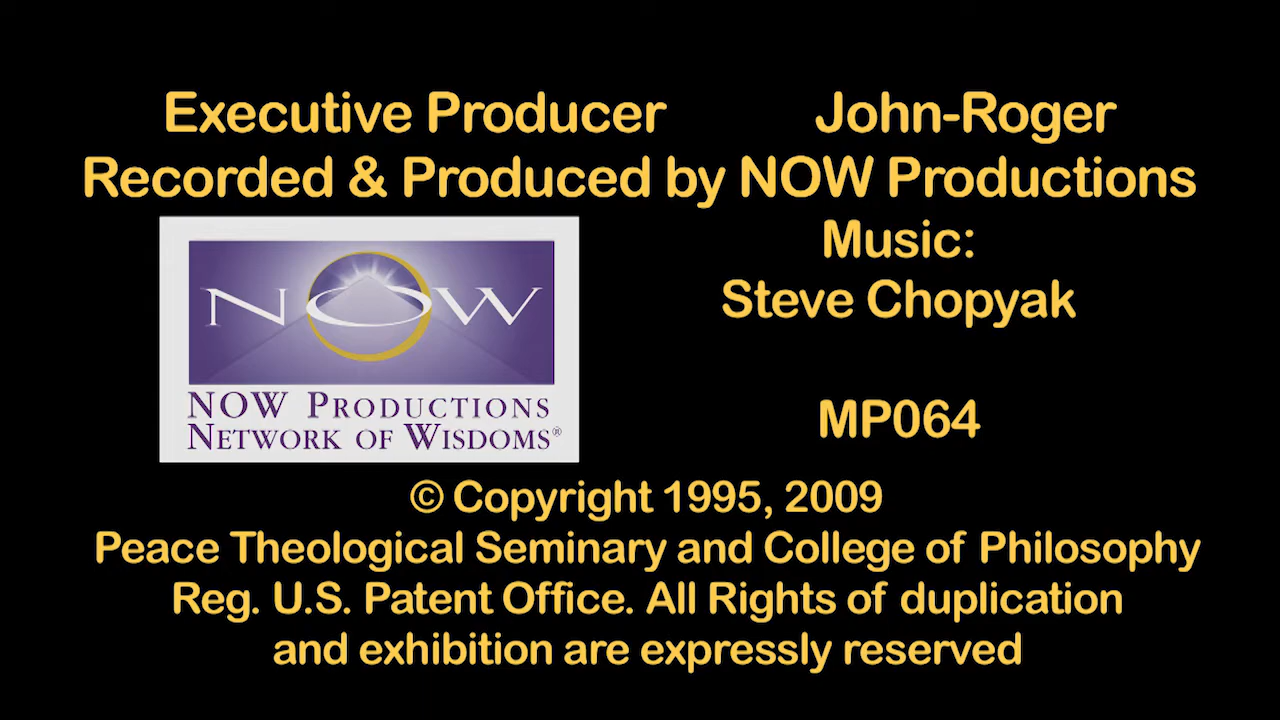 Executive Producer John-Roger
Recorded & Produced by NOW Productions
NOW
NOW PRODUCTIONS
NETWORK OF WISDOMS®
Music:
Steve Chopyak
MP064
© Copyright 1995, 2009
Peace Theological Seminary and College of Philosophy
Reg. U.S. Patent Office. All Rights of duplication
and exhibition are expressly reserved